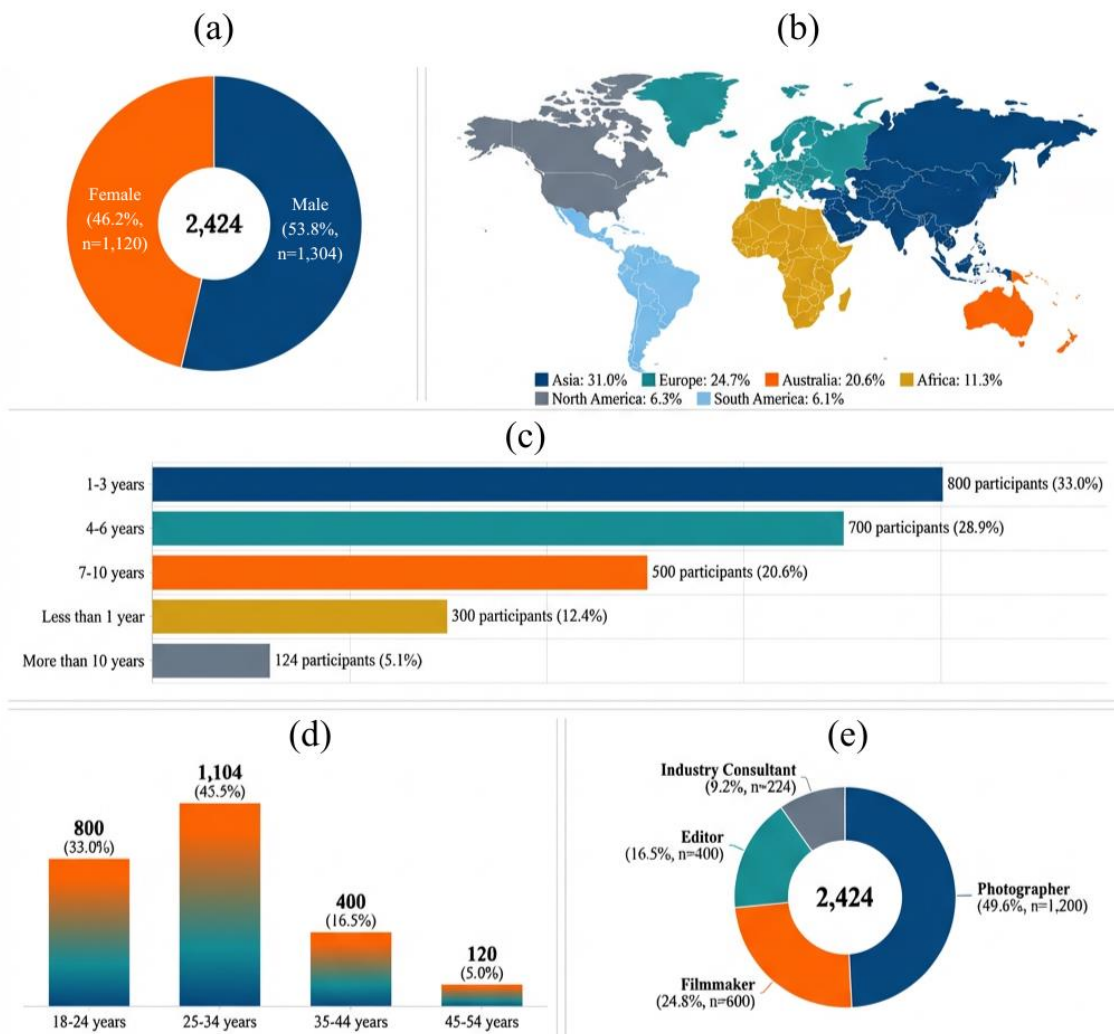 (a)
Female
(46.2%,
n=1,120)
2,424
Male
(53.8%,
n=1,304)
(b)
Asia: 31.0% Europe: 24.7% Australia: 20.6% Africa: 11.3%
North America: 6.3% South America: 6.1%
(c)
1-3 years 800 participants (33.0%)
4-6 years 700 participants (28.9%)
7-10 years 500 participants (20.6%)
Less than 1 year 300 participants (12.4%)
More than 10 years 124 participants (5.1%)
(d)
800
(33.0%)
1,104
(45.5%)
400
(16.5%)
120
(5.0%)
18-24 years 25-34 years 35-44 years 45-54 years
(e)
Industry Consultant
(9.2%, n=224)
Editor
(16.5%, n=400)
2,424
Photographer
(49.6%, n=1,200)
Filmmaker
(24.8%, n=600)